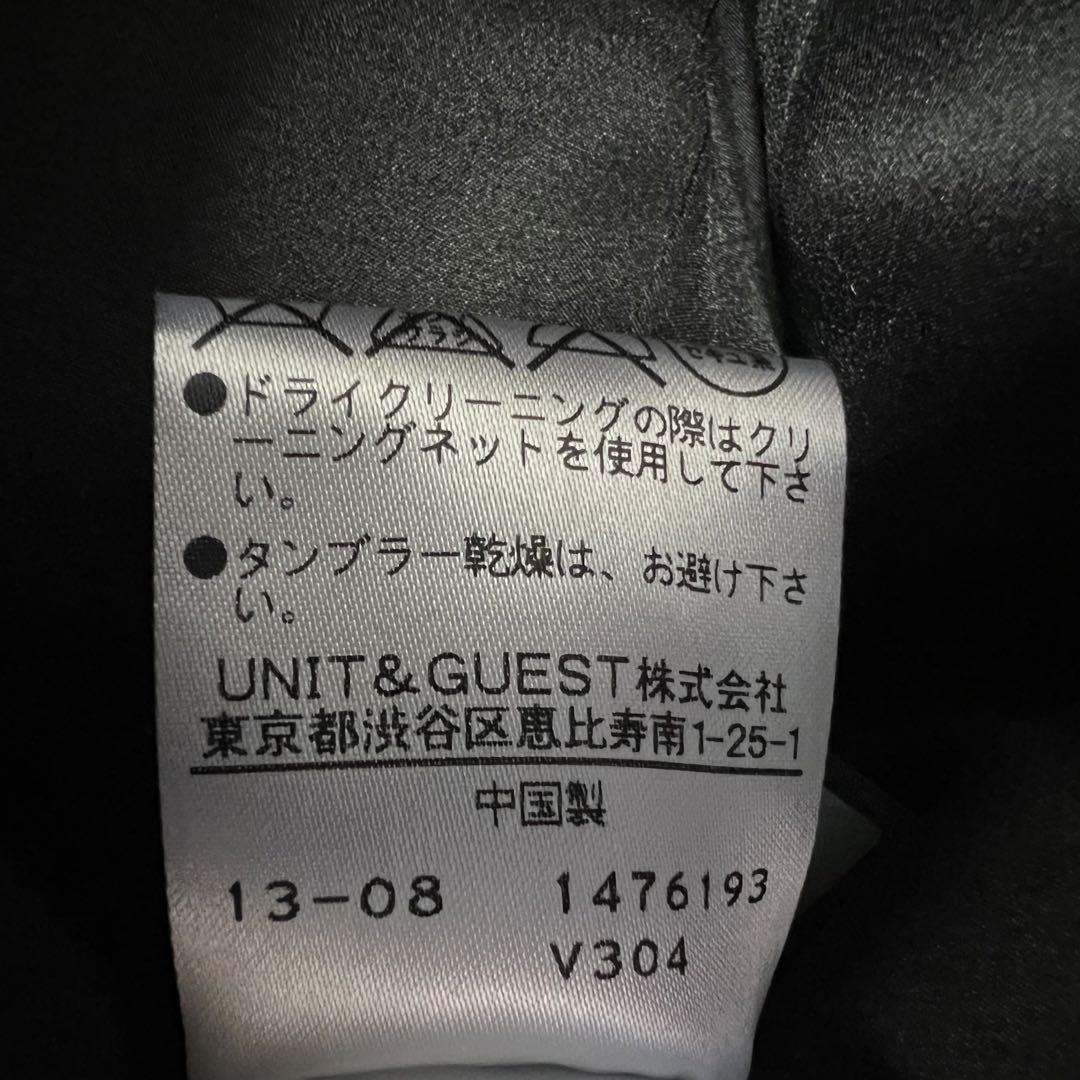 ●ドライクリーニングの際はクリ
ーニングネットを使用して下さ
い。
●タンブラー乾燥は、お避け下さ
い。
UNIT&GUEST株式会社
東京都渋谷区恵比寿南1-25-1
中国製
13-08 1476193
V304